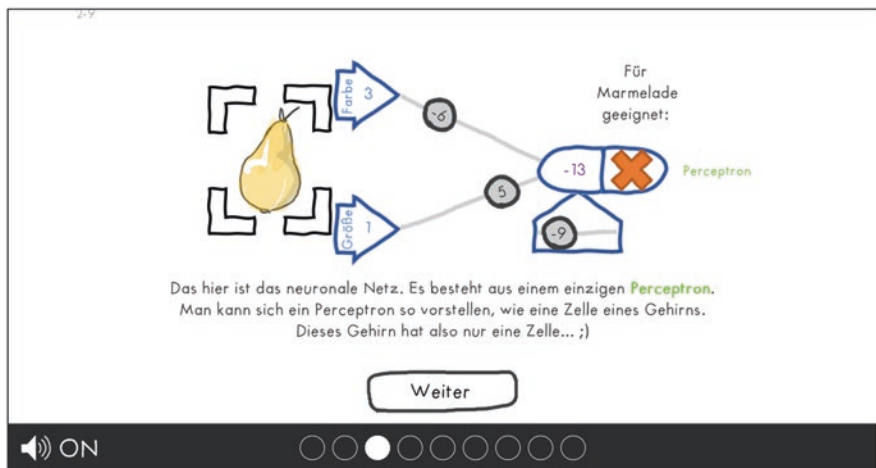 2-9
Farbe
3
-6
Für
Marmelade
geeignet:
-13
Perceptron
5
Größe
1
-9
Das hier ist das neuronale Netz. Es besteht aus einem einzigen Perceptron.
Man kann sich ein Perceptron so vorstellen, wie eine Zelle eines Gehirns.
Dieses Gehirn hat also nur eine Zelle... ;)
Weiter
ON